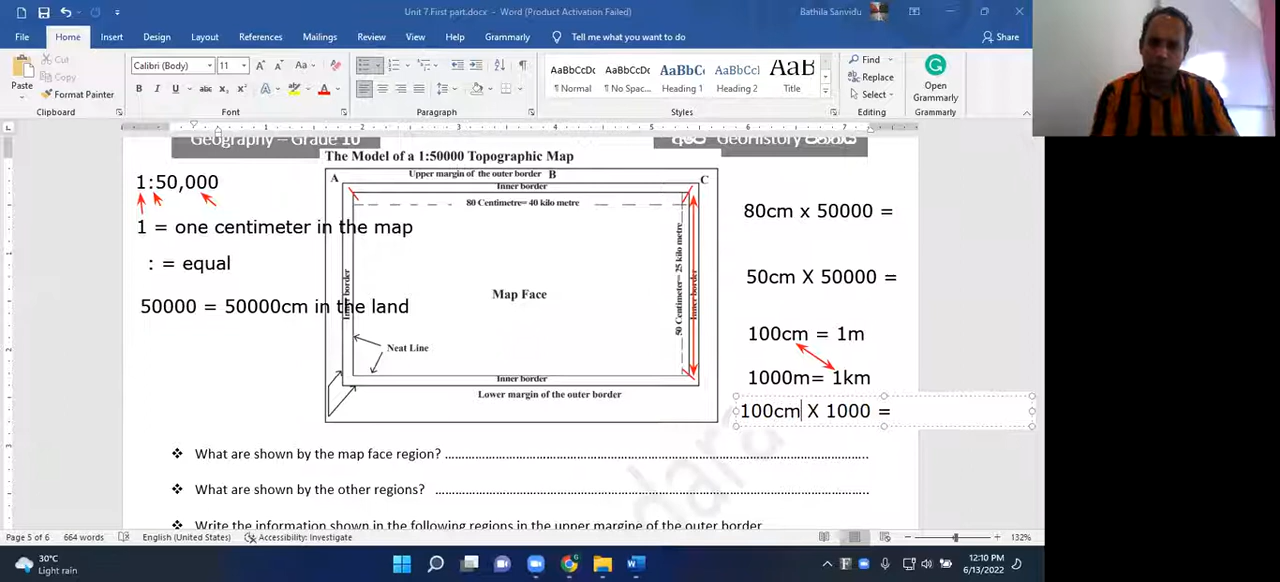 Unit 7.First part.docx - Word (Product Activation Failed)
Bathila Sanvidu
File Home Insert Design Layout References Mailings Review View Help Grammarly Tell me what you want to do Share
Paste
Cut
Copy
Format Painter
Clipboard
Calibri (Body) 11
Font
Paragraph
AaBbCcDc AaBbCcDc AaBbC AaBbCcl AaB
¶ Normal ¶ No Spac... Heading 1 Heading 2 Title
Styles
Find
Replace
Select
Editing
Open Grammarly
Grammarly
Geography – Grade 10
The Model of a 1:50000 Topographic Map
Upper margin of the outer border
A B C
Inner border
80 Centimetre= 40 kilo metre
50 Centimeter= 25 kilo metre
Inner border
Inner border
Map Face
Neat Line
Inner border
Lower margin of the outer border
1:50,000
1 = one centimeter in the map
: = equal
50000 = 50000cm in the land
80cm x 50000 =
50cm X 50000 =
100cm = 1m
1000m= 1km
100cm X 1000 =
❖ What are shown by the map face region?
❖ What are shown by the other regions?
❖ Write the information shown in the following regions in the upper margine of the outer border
Page 5 of 6 664 words English (United States) Accessibility: Investigate 132%
30°C
Light rain
12:10 PM
6/13/2022